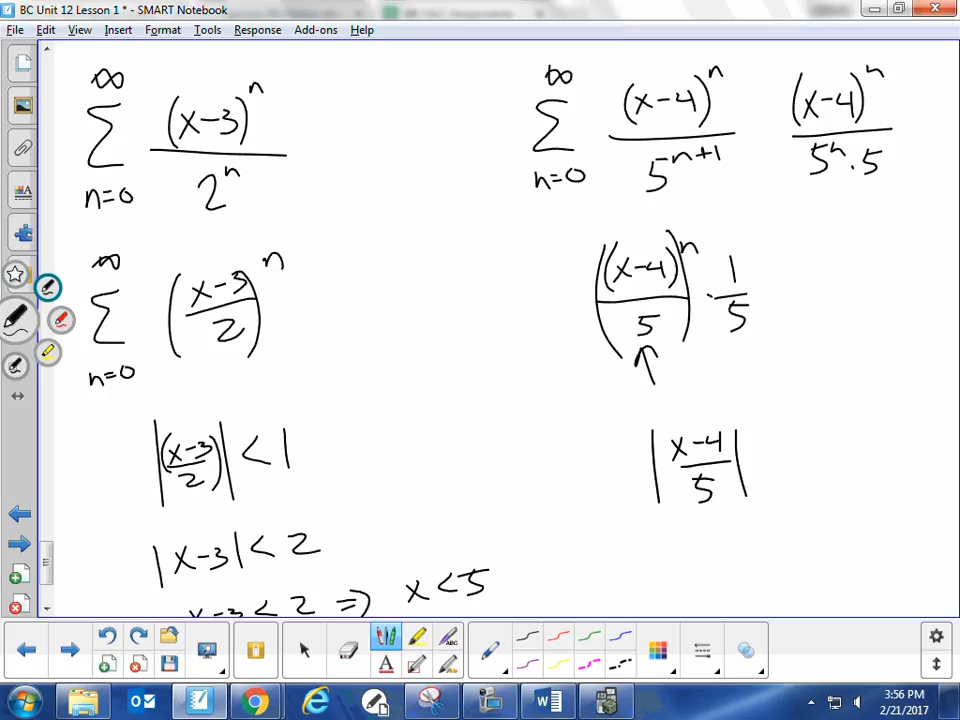 BC Unit 12 Lesson 1 * - SMART Notebook
File Edit View Insert Format Tools Response Add-ons Help
∞
∑ (x-3)^n / 2^n
n=0
∞
∑ ((x-3)/2)^n
n=0
|(x-3)/2| < 1
|x-3| < 2
x-3 < 2 ⇒ x < 5
∞
∑ (x-4)^n / 5^(n+1)   (x-4)^n / (5^n · 5)
n=0
((x-4)/5)^n · 1/5
↑
|(x-4)/5|
ABC
A
3:56 PM
2/21/2017